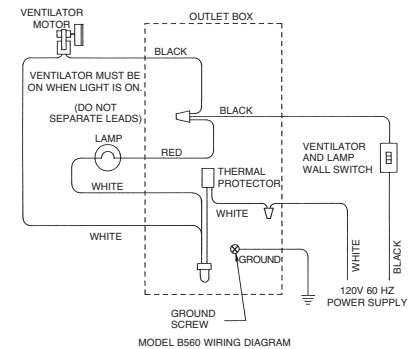 VENTILATOR
MOTOR
OUTLET BOX
BLACK
VENTILATOR MUST BE
ON WHEN LIGHT IS ON.
(DO NOT
SEPARATE LEADS)
BLACK
LAMP
RED
VENTILATOR
AND LAMP
WALL SWITCH
THERMAL
PROTECTOR
WHITE
WHITE
WHITE
GROUND
WHITE
BLACK
120V 60 HZ
POWER SUPPLY
GROUND
SCREW
MODEL B560 WIRING DIAGRAM